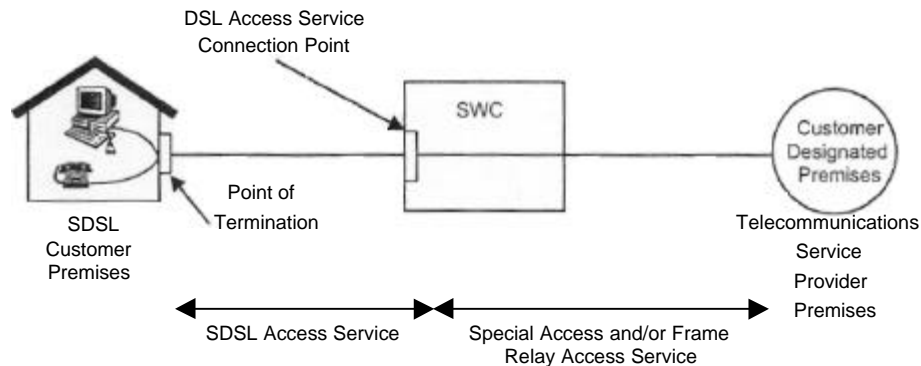 DSL Access Service
Connection Point
SWC
Customer
Designated
Premises
Point of
Termination
SDSL
Customer
Premises
Telecommunications
Service
Provider
Premises
SDSL Access Service
Special Access and/or Frame
Relay Access Service